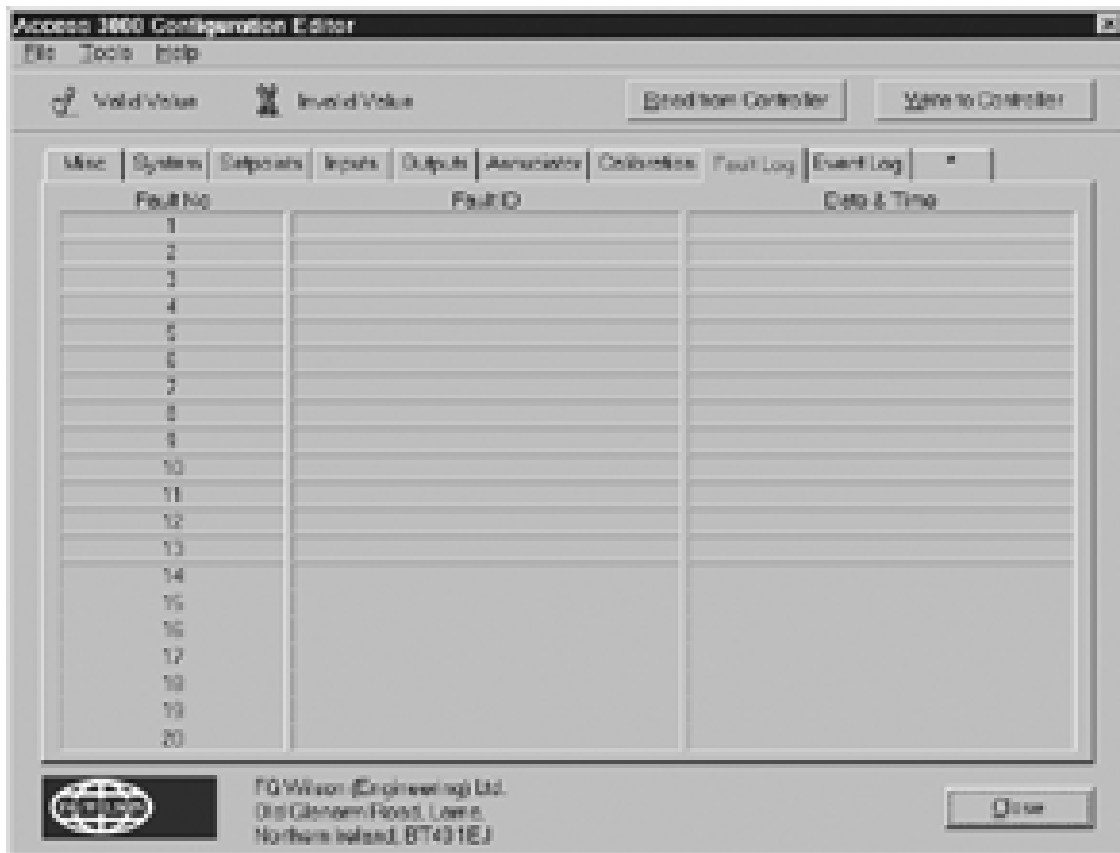 Access 3000 Configuration Editor
File Tools Help
Valid Value Invalid Value Read from Controller Write to Controller
Misc System Setpoints Inputs Outputs Annunciator Calibration Fault Log Event Log *
Fault No Fault ID Date & Time
1
2
3
4
5
6
7
8
9
10
11
12
13
14
15
16
17
18
19
20
FG Wilson (Engineering) Ltd.
Old Glenarm Road, Larne,
Northern Ireland, BT40 1EJ
Close